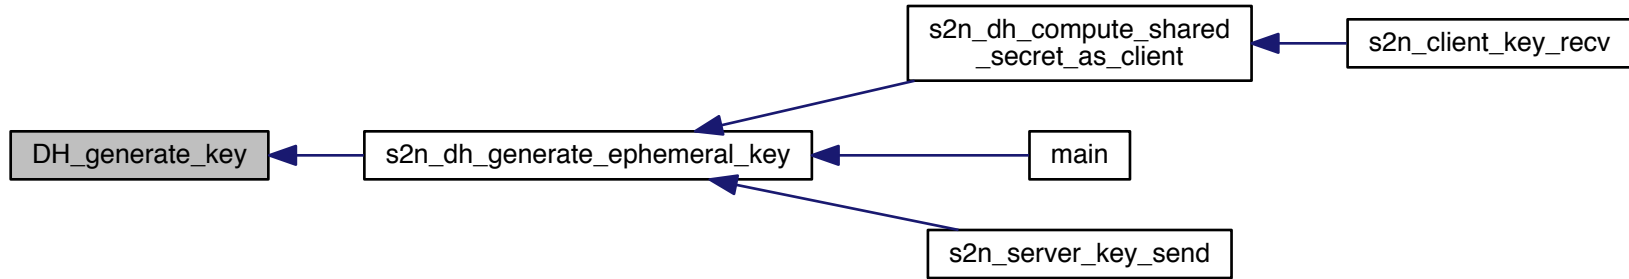 s2n_dh_compute_shared
_secret_as_client
s2n_client_key_recv
DH_generate_key
s2n_dh_generate_ephemeral_key
main
s2n_server_key_send